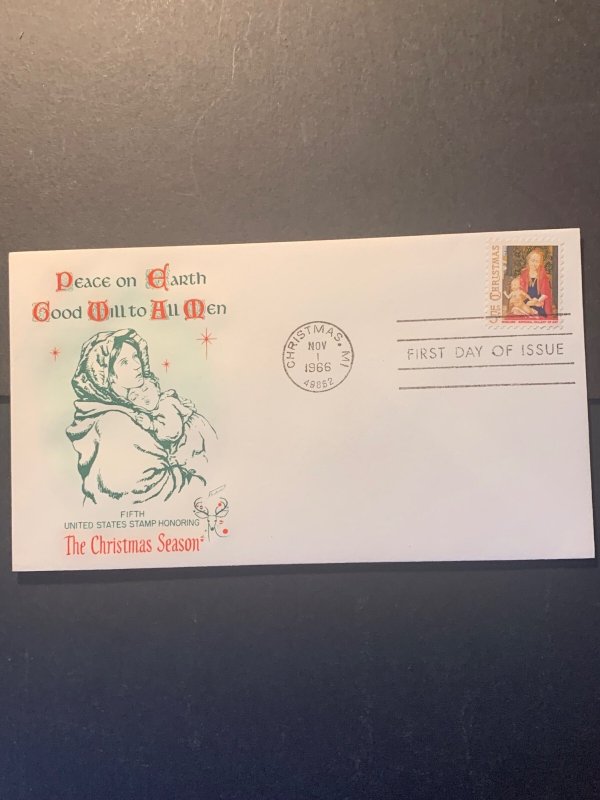 Peace on Earth
Good Will to All Men
FIFTH
UNITED STATES STAMP HONORING
The Christmas Season
CHRISTMAS. MI
NOV
1
1966
49862
FIRST DAY OF ISSUE
CHRISTMAS
5c